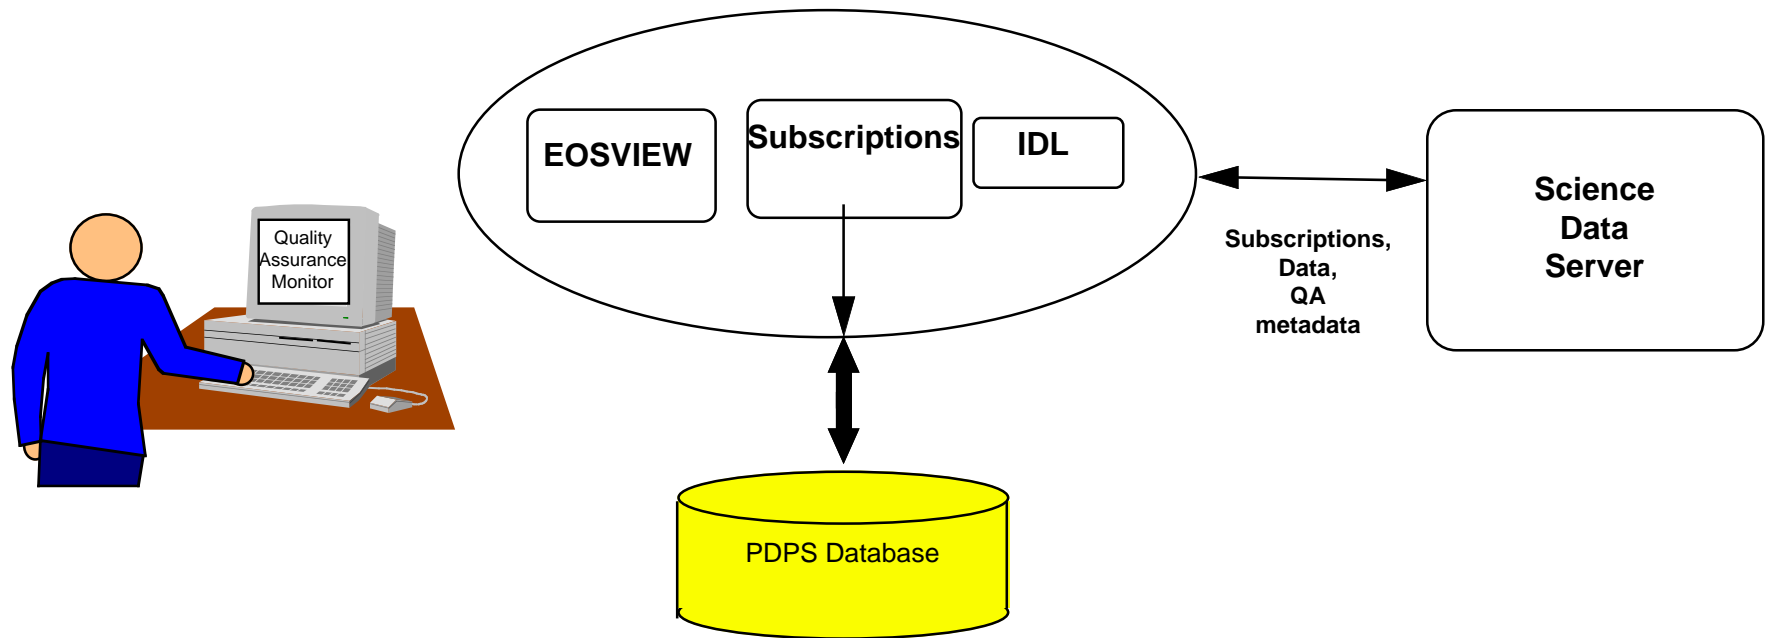 Quality
Assurance
Monitor
EOSVIEW
Subscriptions
IDL
Subscriptions,
Data,
QA
metadata
Science
Data
Server
PDPS Database